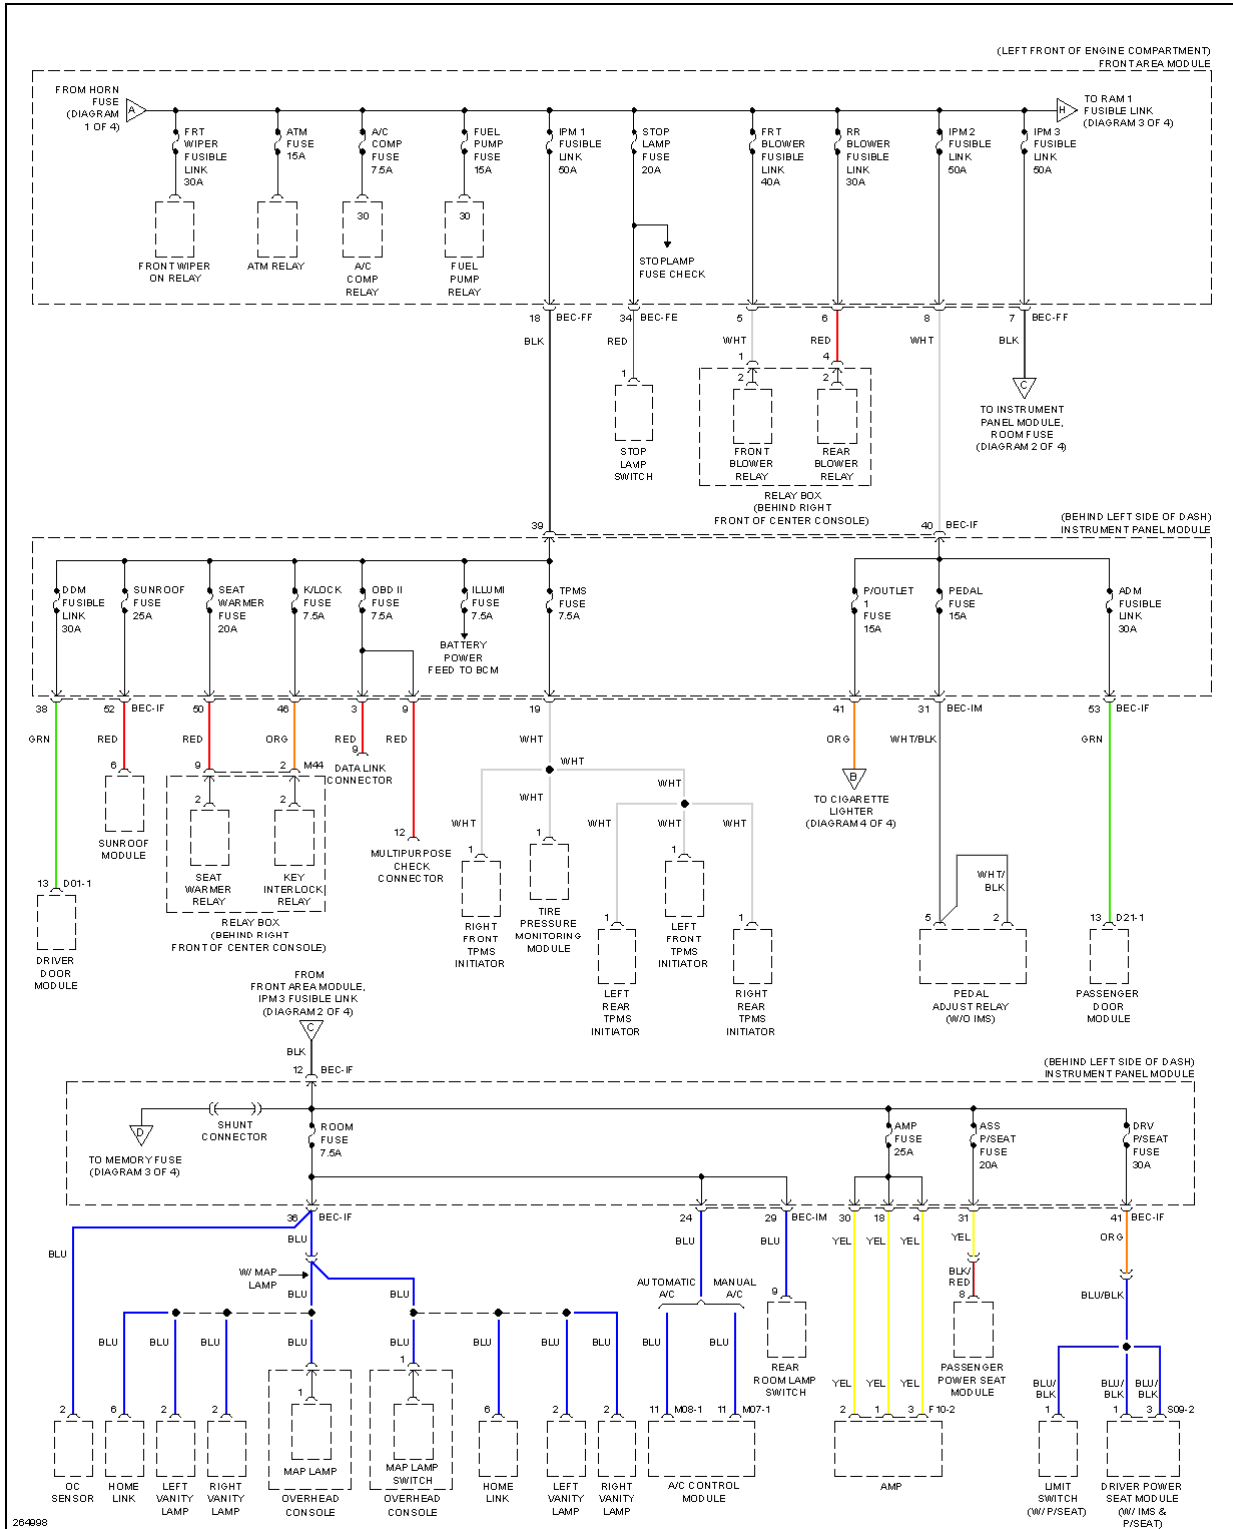 (LEFT FRONT OF ENGINE COMPARTMENT)
FRONT AREA MODULE
FROM HORN
FUSE
(DIAGRAM
1 OF 4)
A
H
TO RAM 1
FUSIBLE LINK
(DIAGRAM 3 OF 4)
FRT
WIPER
FUSIBLE
LINK
30A
ATM
FUSE
15A
A/C
COMP
FUSE
7.5A
FUEL
PUMP
FUSE
15A
IPM 1
FUSIBLE
LINK
50A
STOP
LAMP
FUSE
20A
FRT
BLOWER
FUSIBLE
LINK
40A
RR
BLOWER
FUSIBLE
LINK
30A
IPM 2
FUSIBLE
LINK
50A
IPM 3
FUSIBLE
LINK
50A
30
30
FRONT WIPER
ON RELAY
ATM RELAY
A/C
COMP
RELAY
FUEL
PUMP
RELAY
STOPLAMP
FUSE CHECK
18 BEC-FF
34 BEC-FE
5
6
8
7 BEC-FF
BLK
RED
WHT
RED
WHT
BLK
1
1
4
2
2
C
STOP
LAMP
SWITCH
FRONT
BLOWER
RELAY
REAR
BLOWER
RELAY
RELAY BOX
(BEHIND RIGHT
FRONT OF CENTER CONSOLE)
TO INSTRUMENT
PANEL MODULE,
ROOM FUSE
(DIAGRAM 2 OF 4)
39
40 BEC-IF
(BEHIND LEFT SIDE OF DASH)
INSTRUMENT PANEL MODULE
DDM
FUSIBLE
LINK
30A
SUNROOF
FUSE
25A
SEAT
WARMER
FUSE
20A
K/LOCK
FUSE
7.5A
OBD II
FUSE
7.5A
ILLUMI
FUSE
7.5A
TPMS
FUSE
7.5A
P/OUTLET
1
FUSE
15A
PEDAL
FUSE
15A
ADM
FUSIBLE
LINK
30A
BATTERY
POWER
FEED TO BCM
38
52 BEC-IF
50
46
3
9
19
41
31 BEC-IM
53 BEC-IF
GRN
RED
RED
ORG
RED
RED
WHT
ORG
WHT/BLK
GRN
6
9
2 M44
9
DATA LINK
CONNECTOR
2
2
SUNROOF
MODULE
SEAT
WARMER
RELAY
KEY
INTERLOCK
RELAY
RELAY BOX
(BEHIND RIGHT
FRONT OF CENTER CONSOLE)
12
MULTIPURPOSE
CHECK
CONNECTOR
WHT
WHT
WHT
WHT
WHT
WHT
WHT
1
1
1
1
1
RIGHT
FRONT
TPMS
INITIATOR
TIRE
PRESSURE
MONITORING
MODULE
LEFT
FRONT
TPMS
INITIATOR
LEFT
REAR
TPMS
INITIATOR
RIGHT
REAR
TPMS
INITIATOR
B
TO CIGARETTE
LIGHTER
(DIAGRAM 4 OF 4)
WHT/
BLK
5
2
PEDAL
ADJUST RELAY
(W/O IMS)
13 D21-1
PASSENGER
DOOR
MODULE
13 D01-1
DRIVER
DOOR
MODULE
FROM
FRONT AREA MODULE,
IPM 3 FUSIBLE LINK
(DIAGRAM 2 OF 4)
C
BLK
12 BEC-IF
(BEHIND LEFT SIDE OF DASH)
INSTRUMENT PANEL MODULE
SHUNT
CONNECTOR
D
TO MEMORY FUSE
(DIAGRAM 3 OF 4)
ROOM
FUSE
7.5A
AMP
FUSE
25A
ASS
P/SEAT
FUSE
20A
DRV
P/SEAT
FUSE
30A
36 BEC-IF
24
29 BEC-IM
30
18
4
31
41 BEC-IF
BLU
BLU
BLU
BLU
YEL
YEL
YEL
YEL
ORG
W/ MAP
LAMP
BLU
BLU
AUTOMATIC
A/C
MANUAL
A/C
BLK/
RED
BLU/BLK
9
8
BLU
BLU
BLU
BLU
BLU
BLU
BLU
BLU
BLU
BLU
REAR
ROOM LAMP
SWITCH
PASSENGER
POWER SEAT
MODULE
1
1
YEL
YEL
YEL
BLU/
BLK
BLU/
BLK
BLU/
BLK
2
6
2
2
1
6
2
2
11 M08-1
11 M07-1
2
1
3 F10-2
1
1
3 S09-2
OC
SENSOR
HOME
LINK
LEFT
VANITY
LAMP
RIGHT
VANITY
LAMP
MAP LAMP
OVERHEAD
CONSOLE
MAP LAMP
SWITCH
OVERHEAD
CONSOLE
HOME
LINK
LEFT
VANITY
LAMP
RIGHT
VANITY
LAMP
A/C CONTROL
MODULE
AMP
LIMIT
SWITCH
(W/ P/SEAT)
DRIVER POWER
SEAT MODULE
(W/ IMS &
P/SEAT)
264998